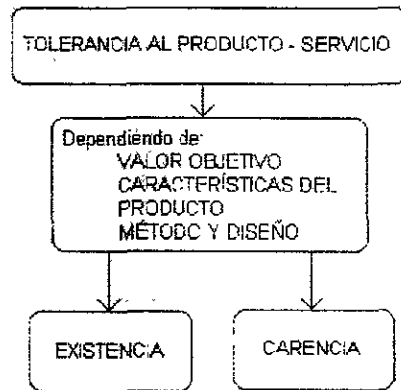 TOLERANCIA AL PRODUCTO - SERVICIO
Dependiendo de:
VALOR OBJETIVO
CARACTERÍSTICAS DEL
PRODUCTO
MÉTODO Y DISEÑO
EXISTENCIA
CARENCIA